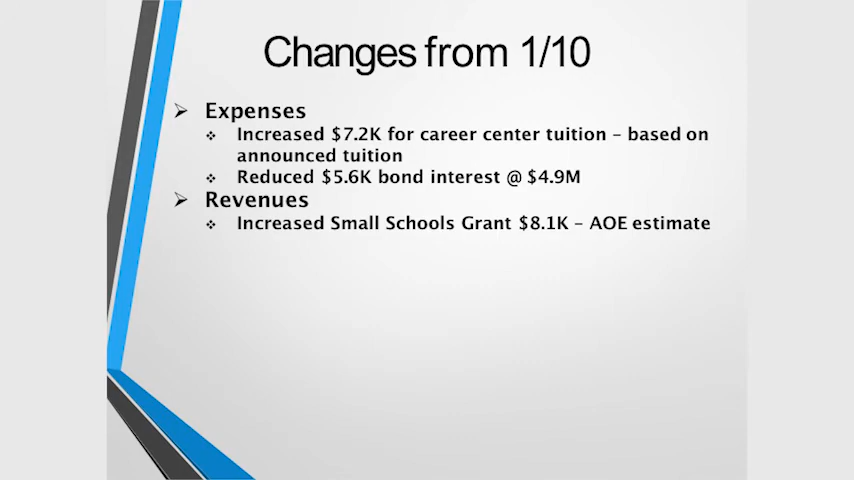 Changes from 1/10
Expenses
Increased $7.2K for career center tuition – based on
announced tuition
Reduced $5.6K bond interest @ $4.9M
Revenues
Increased Small Schools Grant $8.1K – AOE estimate